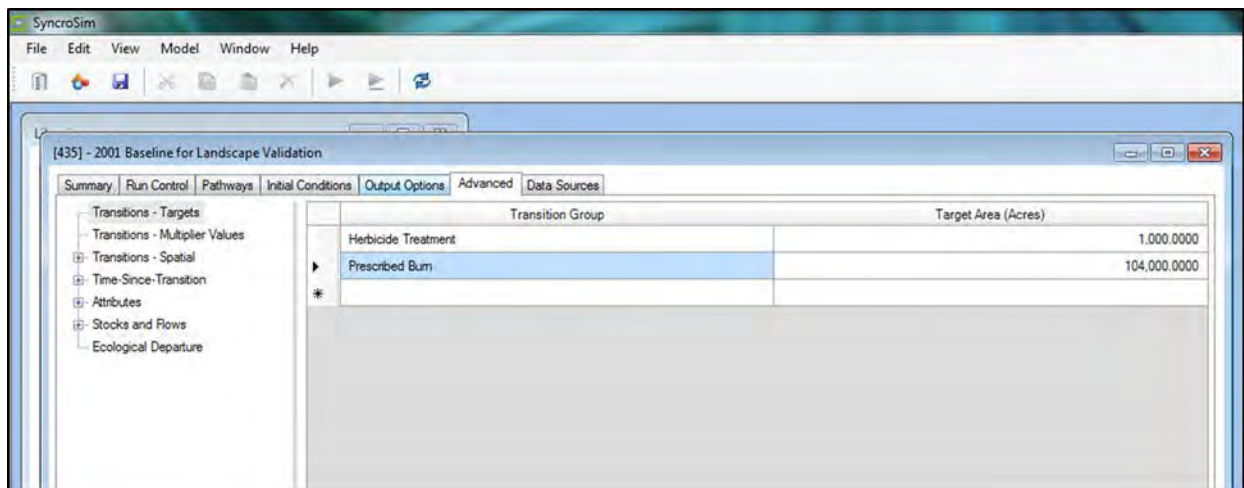 SyncroSim
File Edit View Model Window Help
[435] - 2001 Baseline for Landscape Validation
Summary Run Control Pathways Initial Conditions Output Options Advanced Data Sources
Transitions - Targets
Transitions - Multiplier Values
Transitions - Spatial
Time-Since-Transition
Attributes
Stocks and Flows
Ecological Departure
Transition Group Target Area (Acres)
Herbicide Treatment 1,000.0000
Prescribed Burn 104,000.0000